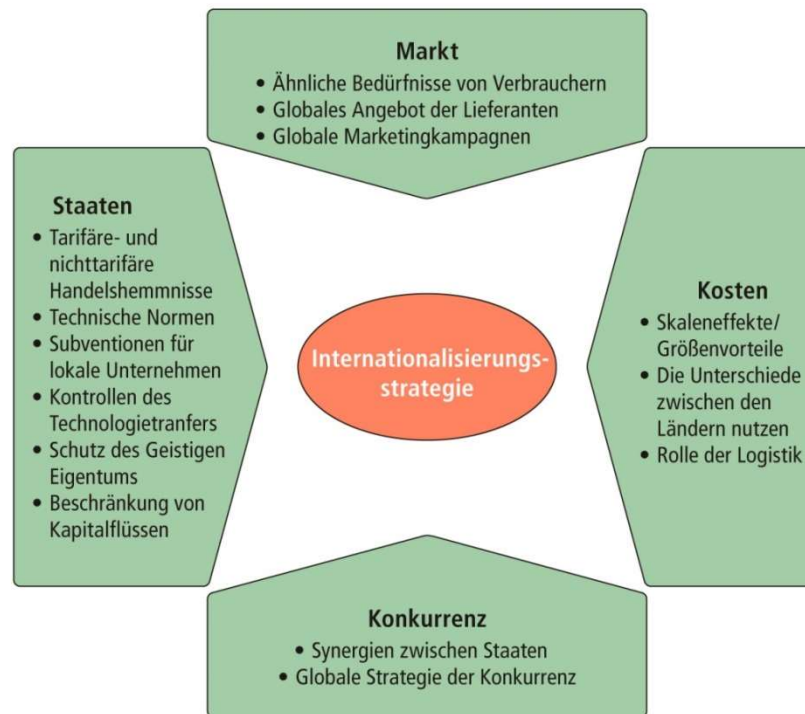 Markt
• Ähnliche Bedürfnisse von Verbrauchern
• Globales Angebot der Lieferanten
• Globale Marketingkampagnen
Staaten
• Tarifäre- und
nichttarifäre
Handelshemmnisse
• Technische Normen
• Subventionen für
lokale Unternehmen
• Kontrollen des
Technologietranfers
• Schutz des Geistigen
Eigentums
• Beschränkung von
Kapitalflüssen
Internationalisierungs-
strategie
Kosten
• Skaleneffekte/
Größenvorteile
• Die Unterschiede
zwischen den
Ländern nutzen
• Rolle der Logistik
Konkurrenz
• Synergien zwischen Staaten
• Globale Strategie der Konkurrenz